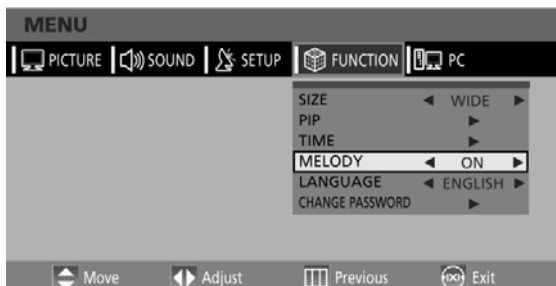 MENU
PICTURE SOUND SETUP FUNCTION PC
SIZE WIDE
PIP
TIME
MELODY ON
LANGUAGE ENGLISH
CHANGE PASSWORD
Move Adjust Previous Exit